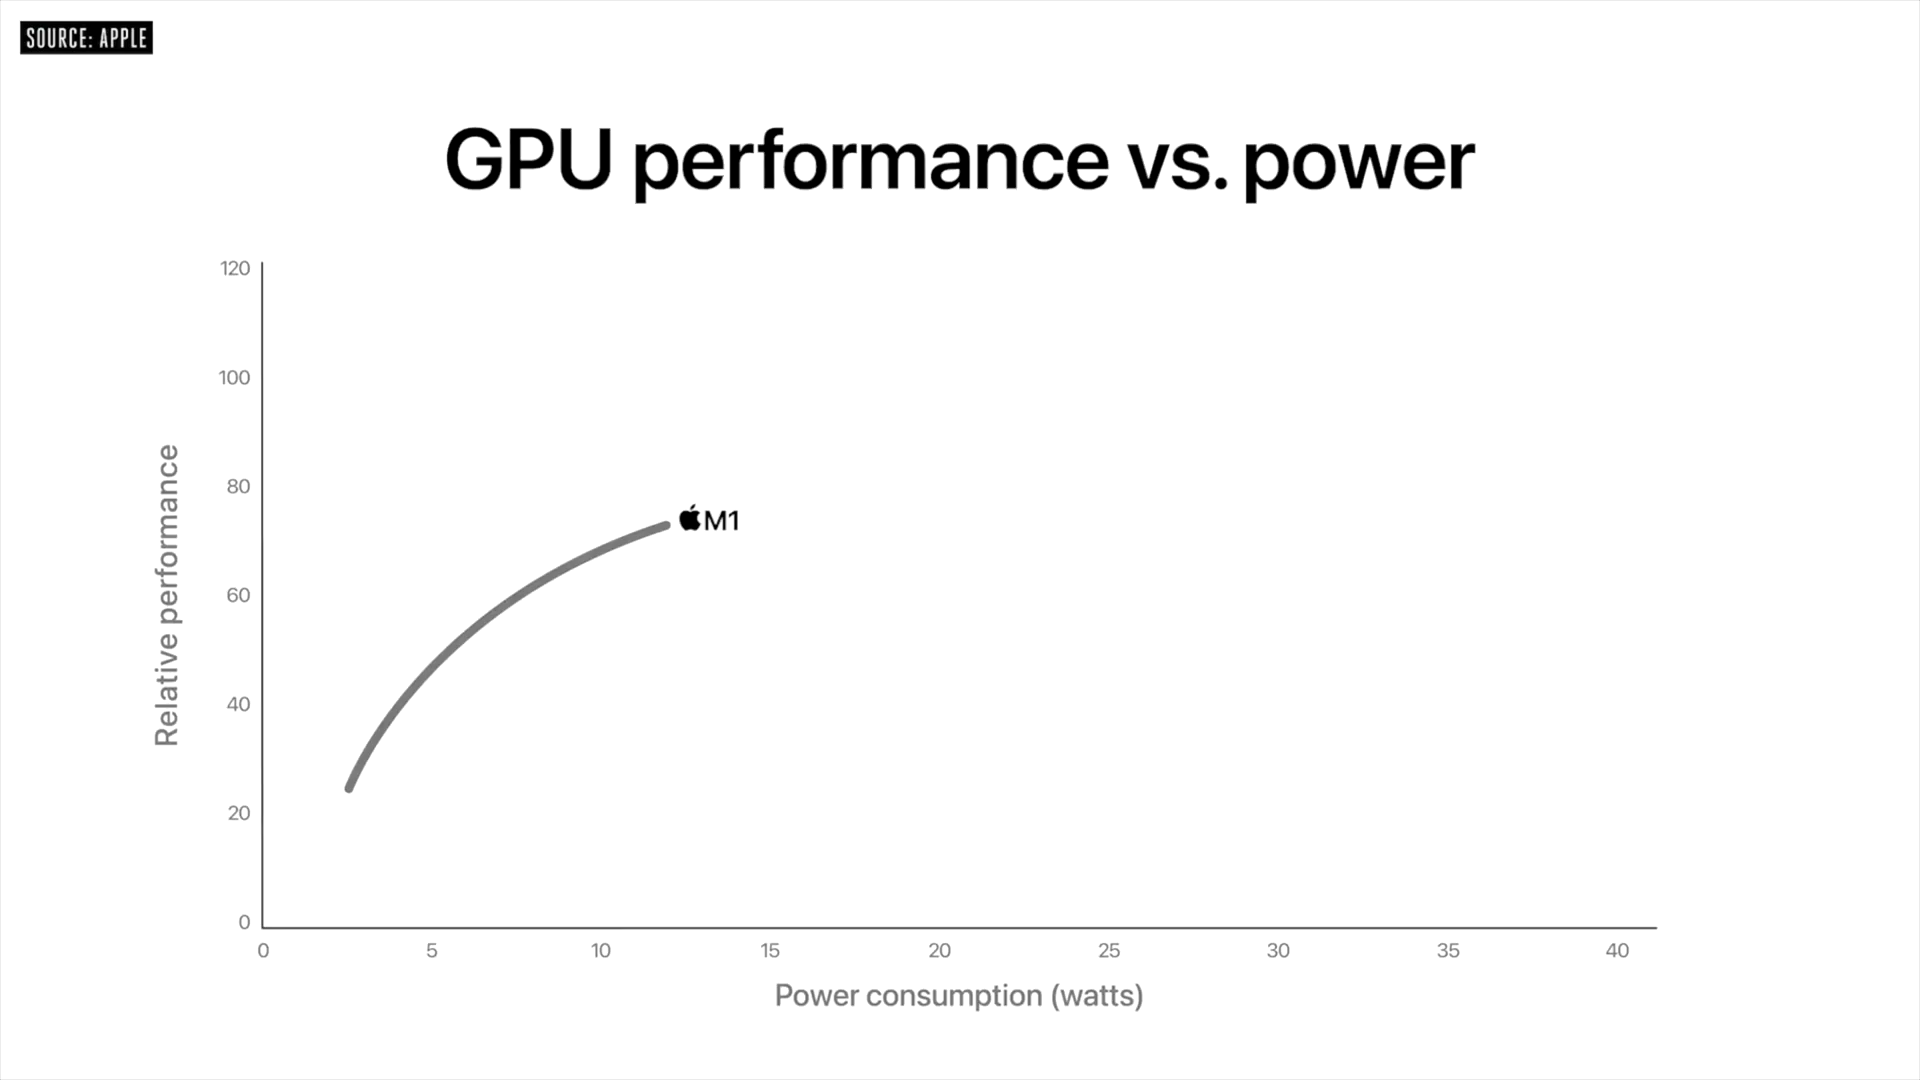 SOURCE: APPLE
GPU performance vs. power
Relative performance
120
100
80
60
40
20
0
M1
0 5 10 15 20 25 30 35 40
Power consumption (watts)